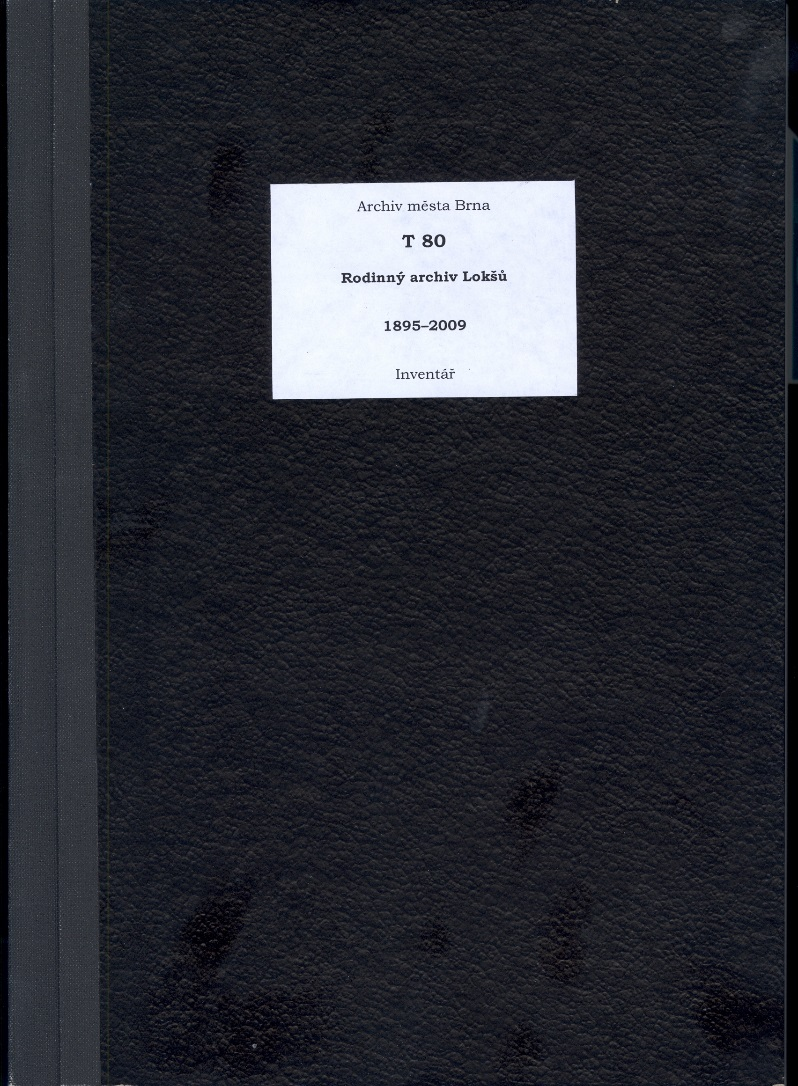 Archiv města Brna
T 80
Rodinný archiv Lokšů
1895–2009
Inventář